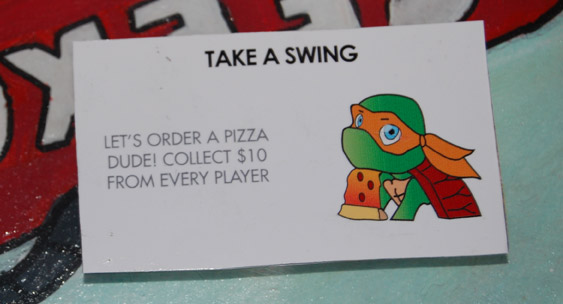 TAKE A SWING
LET'S ORDER A PIZZA
DUDE! COLLECT $10
FROM EVERY PLAYER